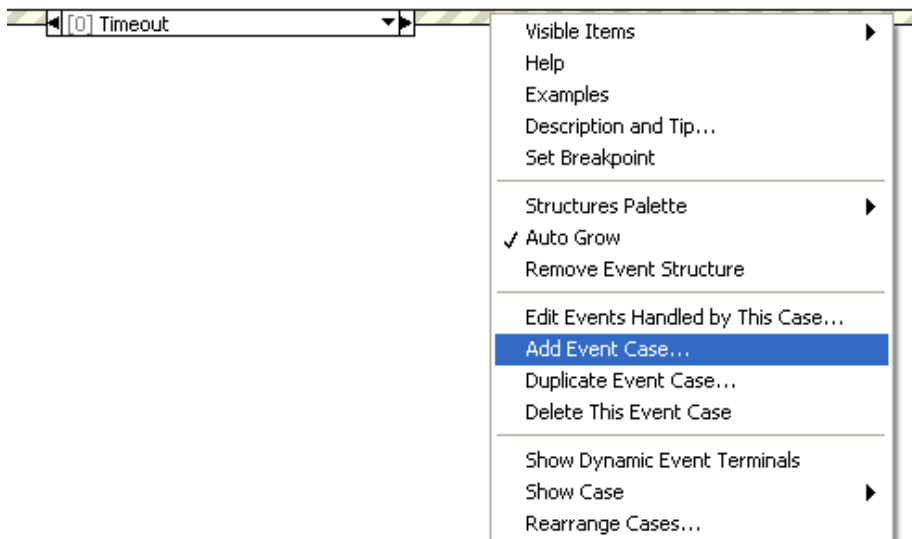 [0] Timeout
Visible Items
Help
Examples
Description and Tip...
Set Breakpoint
Structures Palette
Auto Grow
Remove Event Structure
Edit Events Handled by This Case...
Add Event Case...
Duplicate Event Case...
Delete This Event Case
Show Dynamic Event Terminals
Show Case
Rearrange Cases...